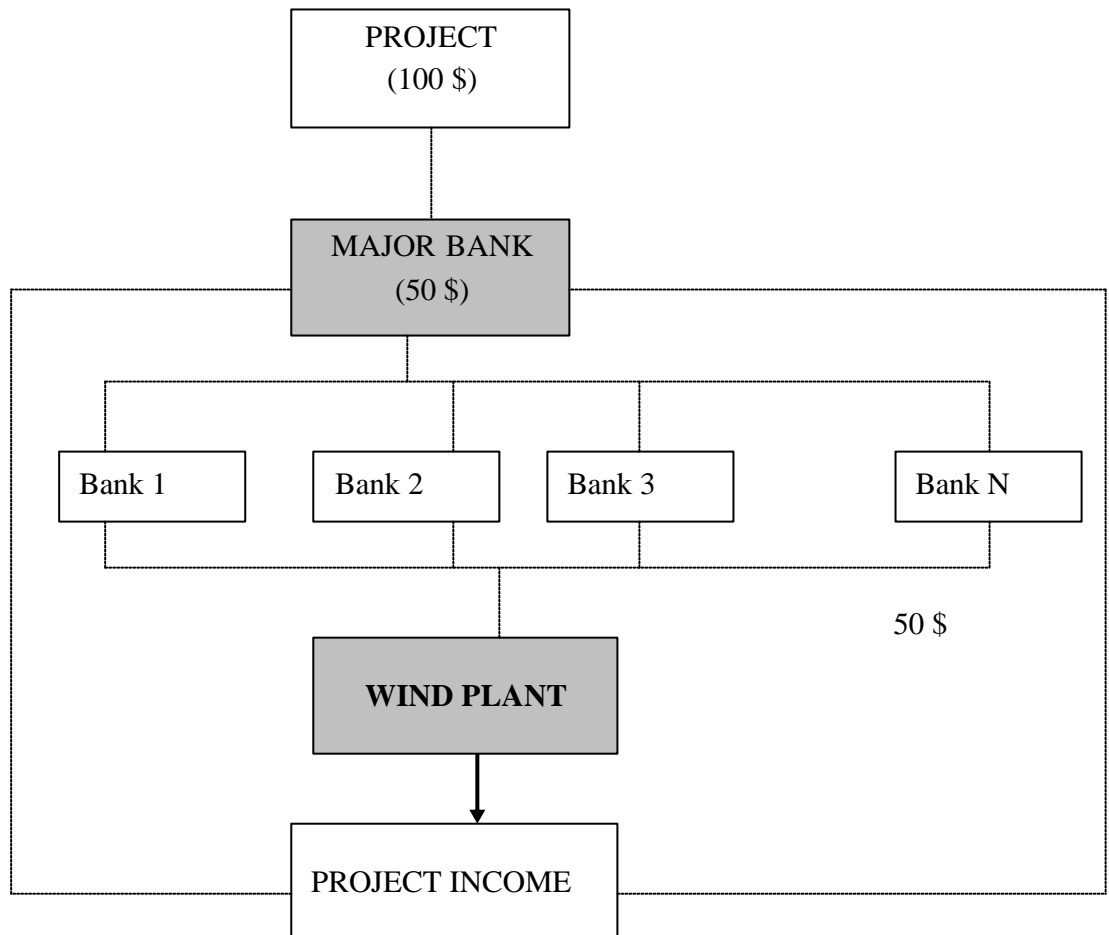 PROJECT
(100 $)
MAJOR BANK
(50 $)
Bank 1
Bank 2
Bank 3
Bank N
50 $
WIND PLANT
PROJECT INCOME